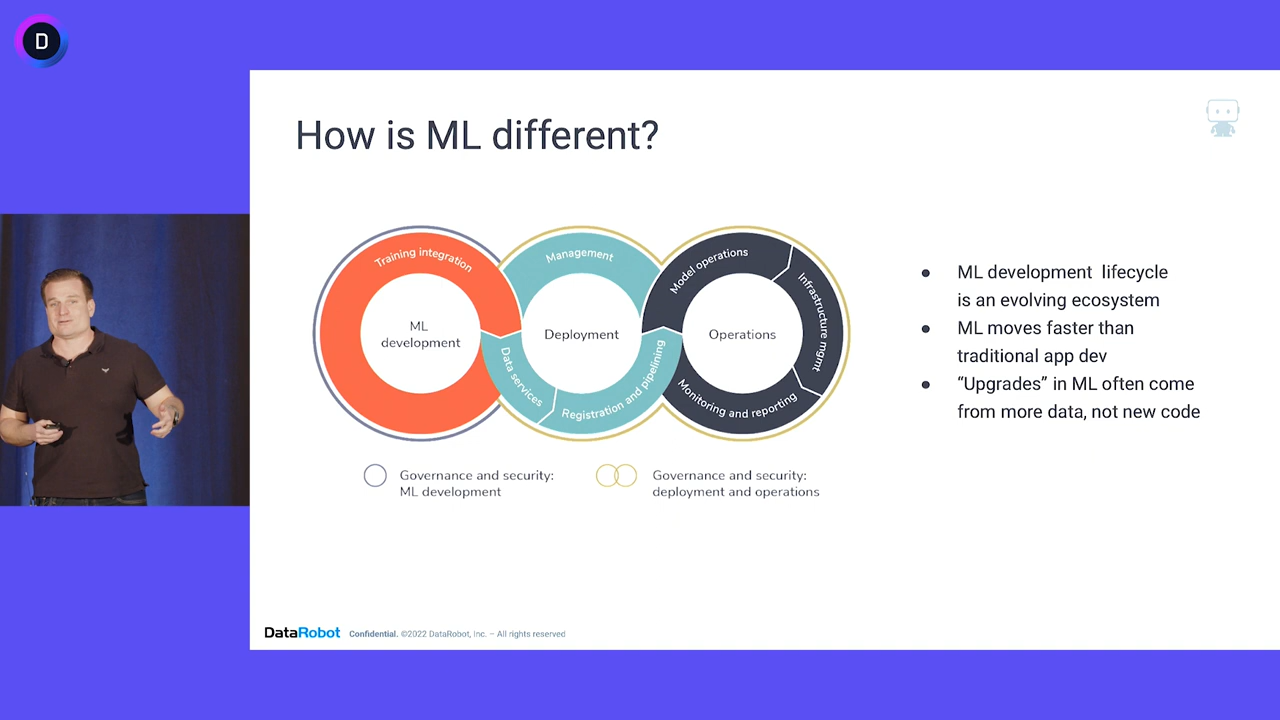 D
How is ML different?
Training integration
ML
development
Management
Deployment
Data services
Registration and pipelining
Model operations
Infrastructure mgmt
Operations
Monitoring and reporting
Governance and security:
ML development
Governance and security:
deployment and operations
● ML development lifecycle
is an evolving ecosystem
● ML moves faster than
traditional app dev
● “Upgrades” in ML often come
from more data, not new code
DataRobot Confidential. ©2022 DataRobot, Inc. – All rights reserved